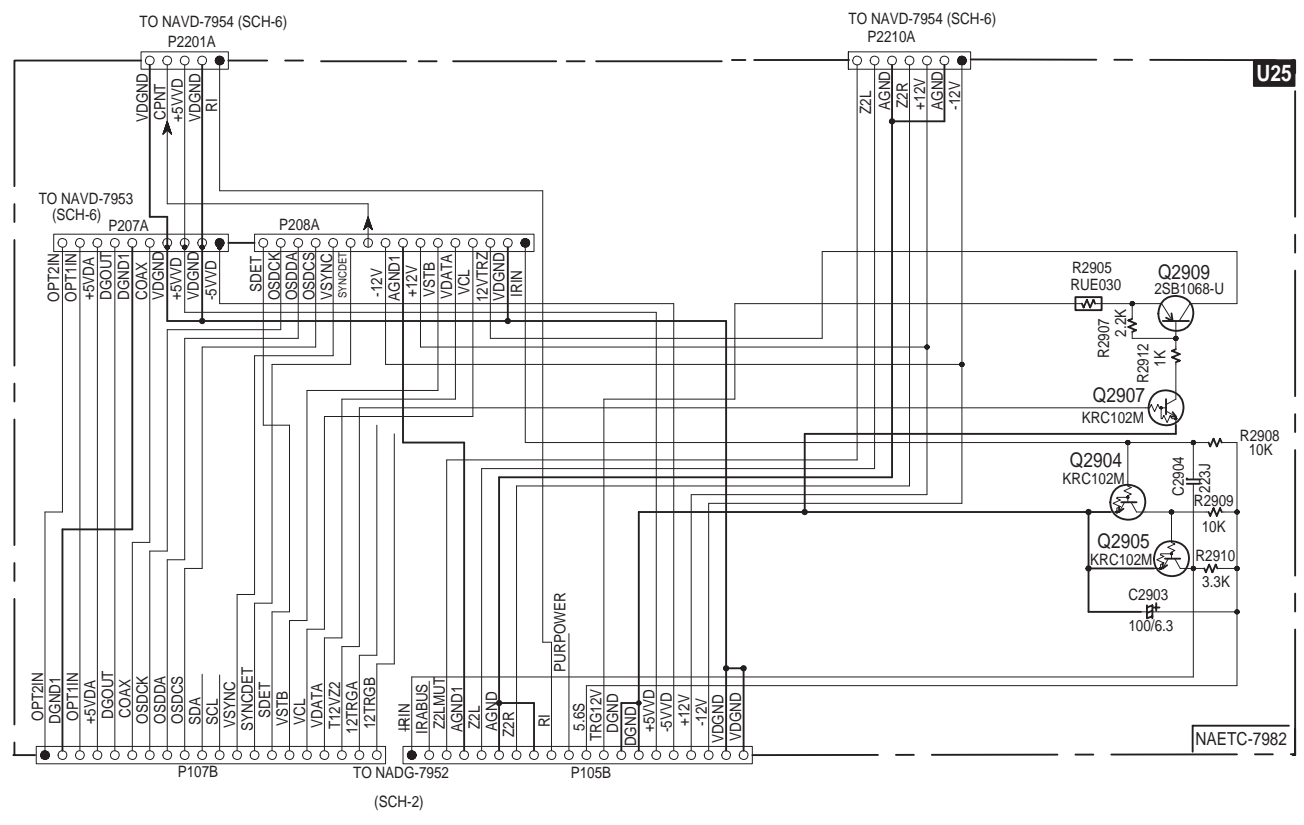 TO NAVD-7954 (SCH-6)
P2201A
TO NAVD-7954 (SCH-6)
P2210A
U25
VDGND
CPNT
+5VVD
VDGND
RI
Z2L
AGND
Z2R
+12V
AGND
-12V
TO NAVD-7953
(SCH-6)
P207A
P208A
OPT2IN
OPT1IN
+5VDA
DGOUT
DGND1
COAX
VDGND
+5VVD
VDGND
-5VVD
SDET
OSDCK
OSDDA
OSDCS
VSYNC
SYNCDET
-12V
AGND1
+12V
VSTB
VDATA
VCL
12VTRZ
VDGND
IRIN
R2905
RUE030
Q2909
2SB1068-U
R2907
2.2K
R2912
1K
Q2907
KRC102M
R2908
10K
Q2904
KRC102M
C2904
223J
R2909
10K
Q2905
KRC102M
R2910
3.3K
C2903
100/6.3
OPT2IN
DGND1
OPT1IN
+5VDA
DGOUT
COAX
OSDCK
OSDDA
OSDCS
SDA
SCL
VSYNC
SYNCDET
SDET
VSTB
VCL
VDATA
T12VZ2
12TRGA
12TRGB
IRIN
IRABUS
Z2LMUT
AGND1
Z2L
AGND
Z2R
RI
PURPOWER
5.6S
TRG12V
DGND
DGND
+5VVD
-5VVD
+12V
-12V
VDGND
VDGND
NAETC-7982
P107B
TO NADG-7952
P105B
(SCH-2)